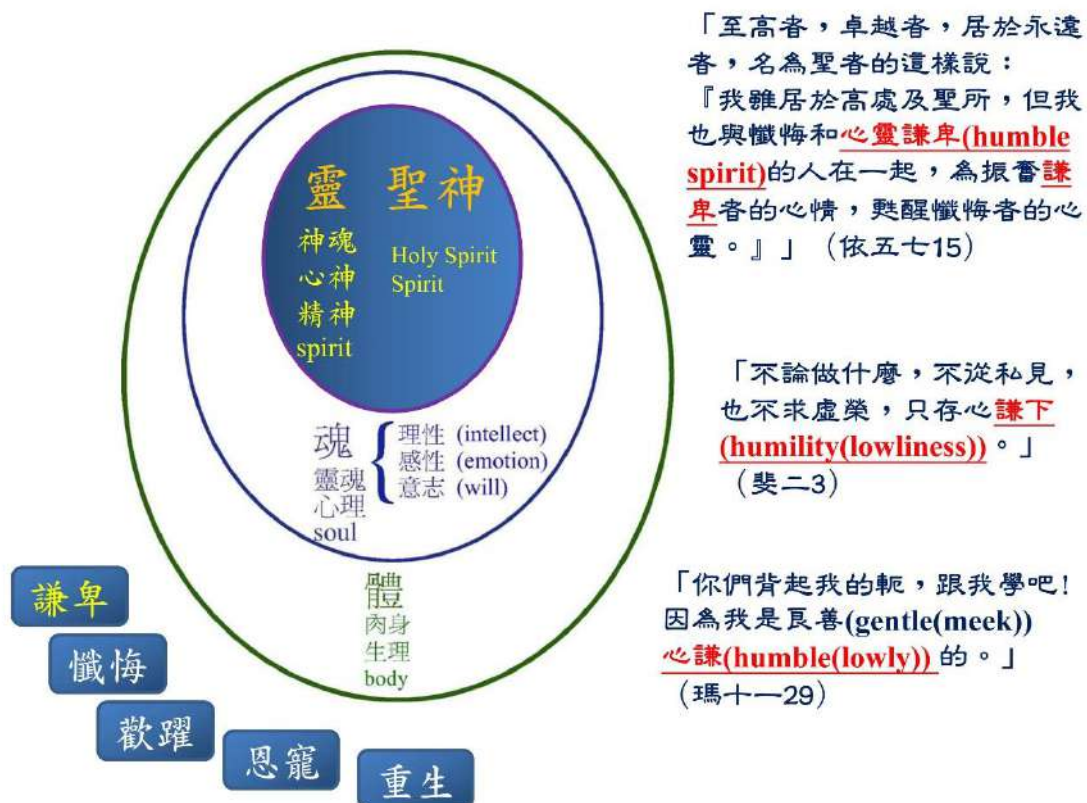 靈 聖神
神魂
心神
精神
spirit
Holy Spirit
Spirit
魂
靈魂
心理
soul
理性 (intellect)
感性 (emotion)
意志 (will)
體
肉身
生理
body
謙卑
懺悔
歡躍
恩寵
重生
「至高者，卓越者，居於永遠
者，名為聖者的這樣說：
『我雖居於高處及聖所，但我
也與懺悔和心靈謙卑(humble
spirit)的人在一起，為振奮謙
卑者的心情，甦醒懺悔者的心
靈。』」（依五七15）
「不論做什麼，不從私見，
也不求虛榮，只存心謙下
(humility(lowliness))。」
（斐二3）
「你們背起我的軛，跟我學吧!
因為我是良善(gentle(meek))
心謙(humble(lowly)) 的。」
（瑪十一29）